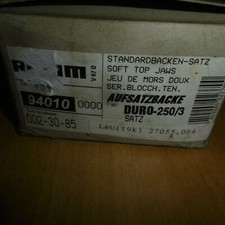 STANDARDBACKEN-SATZ
SOFT TOP JAWS
JEU DE MORS DOUX
SER.BLOCCH.TEN.
94010 0000
AUFSATZBACKE
DURO-250/3
SATZ
002-30-85